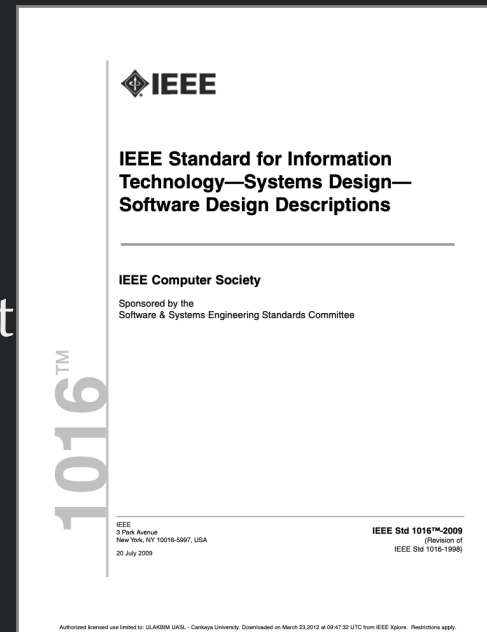 t
IEEE
IEEE Standard for Information
Technology—Systems Design—
Software Design Descriptions
IEEE Computer Society
Sponsored by the
Software & Systems Engineering Standards Committee
1016™
IEEE
3 Park Avenue
New York, NY 10016-5997, USA
20 July 2009
IEEE Std 1016™-2009
(Revision of
IEEE Std 1016-1998)
Authorized licensed use limited to: ULAKBIM UASL - Cankaya University. Downloaded on March 23,2012 at 09:47:32 UTC from IEEE Xplore. Restrictions apply.